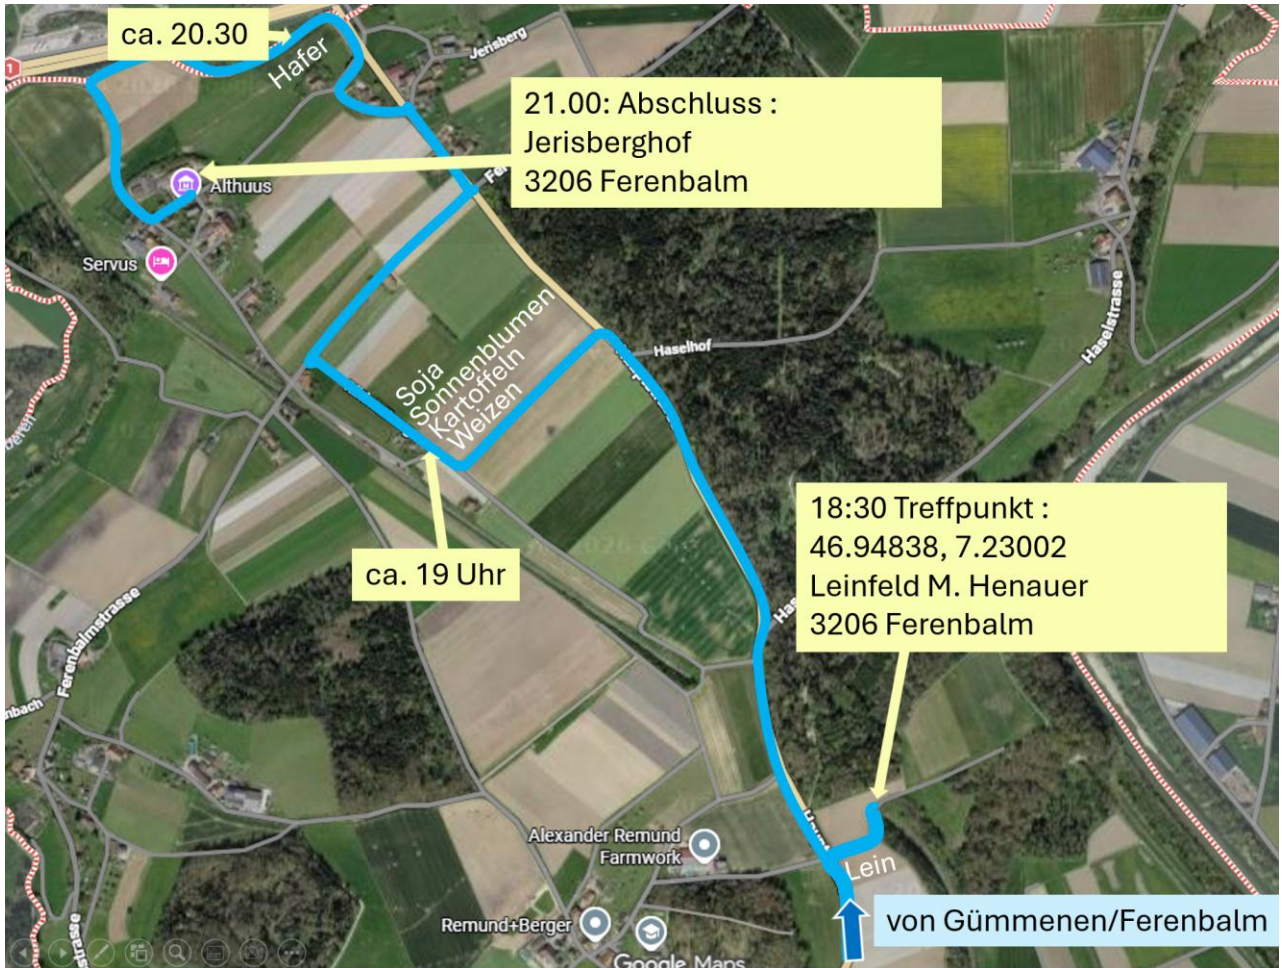 ca. 20.30
Jerisberg
Hafer
1
21.00: Abschluss :
Jerisberghof
3206 Ferenbalm
Althuus
Servus
Haselhof
Haselstrasse
Soja
Sonnenblumen
Kartoffeln
Weizen
18:30 Treffpunkt :
46.94838, 7.23002
Leinfeld M. Henauer
3206 Ferenbalm
ca. 19 Uhr
Ferenbalmstrasse
Alexander Remund
Farmwork
Lein
Remund+Berger
von Gümmenen/Ferenbalm
Google Maps